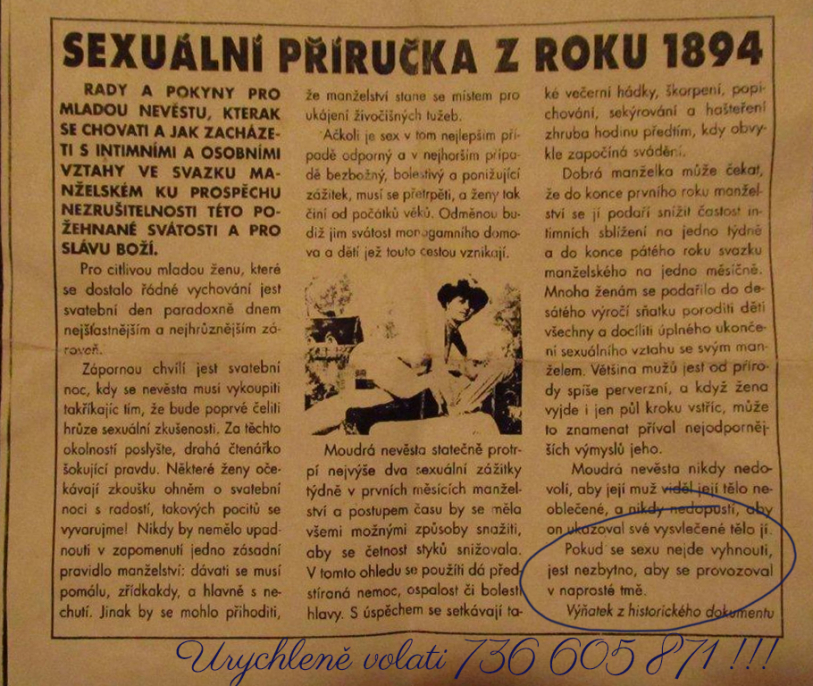 SEXUÁLNÍ PŘÍRUČKA Z ROKU 1894
RADY A POKYNY PRO
MLADOU NEVĚSTU, KTERAK
SE CHOVATI A JAK ZACHÁZE-
TI S INTIMNÍMI A OSOBNÍMI
VZTAHY VE SVAZKU MA-
NŽELSKÉM KU PROSPĚCHU
NEZRUŠITELNOSTI TÉTO PO-
ŽEHNANÉ SVÁTOSTI A PRO
SLÁVU BOŽÍ.
Pro citlivou mladou ženu, které
se dostalo řádné vychování jest
svatební den paradoxně dnem
nejšťastnějším a nejhrůznějším zá-
roveň.
Zápornou chvílí jest svatební
noc, kdy se nevěsta musí vykoupiti
takříkajíc tím, že bude poprvé čeliti
hrůze sexuální zkušenosti. Za těchto
okolností poslyšte, drahá čtenářko
šokující pravdu. Některé ženy oče-
kávají zkoušku ohněm o svatební
noci s radostí, takových pocitů se
vyvarujme! Nikdy by nemělo upad-
nouti v zapomenutí jedno zásadní
pravidlo manželství: dávati se musí
pomálu, zřídkakdy, a hlavně s ne-
chutí. Jinak by se mohlo přihoditi,
že manželství stane se místem pro
ukájení živočišných tužeb.
Ačkoli je sex v tom nejlepším pří-
padě odporný a v nejhorším přípa-
dě bezbožný, bolestivý a ponižující
zážitek, musí se přetrpěti, a ženy tak
činí od počátků věků. Odměnou bu-
diž jim svátost monogamního domo-
va a dětí jež touto cestou vznikají.
Moudrá nevěsta statečně protr-
pí nejvýše dva sexuální zážitky
týdně v prvních měsících manžel-
ství a postupem času by se měla
všemi možnými způsoby snažiti,
aby se četnost styků snižovala.
V tomto ohledu se použíti dá před-
stíraná nemoc, ospalost či bolesti
hlavy. S úspěchem se setkávají ta-
ké večerní hádky, škorpení, popi-
chování, sekýrování a hašteření
zhruba hodinu předtím, kdy obvy-
kle započíná svádění.
Dobrá manželka může čekat,
že do konce prvního roku manžel-
ství se jí podaří snížit častost in-
timních sblížení na jedno týdně
a do konce pátého roku svazku
manželského na jedno měsíčně.
Mnoha ženám se podařilo do de-
sátého výročí sňatku poroditi děti
všechny a docíliti úplného ukonče-
ní sexuálního vztahu se svým man-
želem. Většina mužů jest od příro-
dy spíše perverzní, a když žena
vyjde i jen půl kroku vstříc, může
to znamenat příval nejodporněj-
ších výmyslů jeho.
Moudrá nevěsta nikdy nedo-
volí, aby její muž viděl její tělo ne-
oblečené, a nikdy nedopustí, aby
on ukazoval své vysvlečené tělo jí.
Pokud se sexu nejde vyhnouti,
jest nezbytno, aby se provozoval
v naprosté tmě.
Výňatek z historického dokumentu
Urychleně volati 736 605 871 !!!